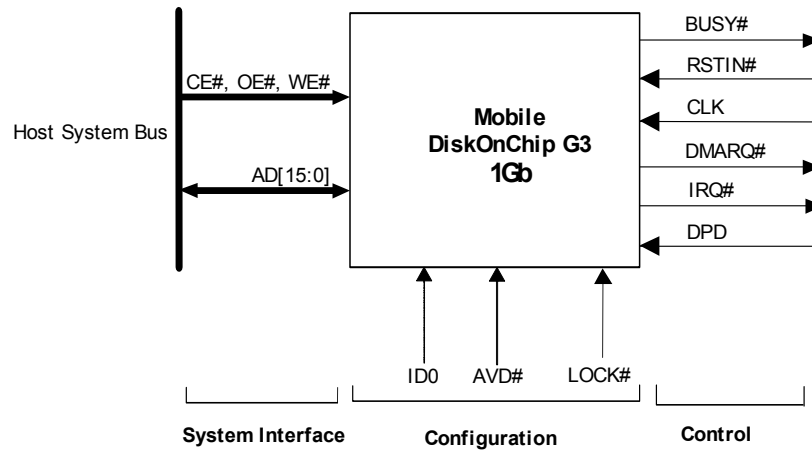 BUSY#
CE#, OE#, WE#
RSTIN#
Mobile
DiskOnChip G3
1Gb
CLK
Host System Bus
DMARQ#
AD[15:0]
IRQ#
DPD
ID0
AVD#
LOCK#
System Interface
Configuration
Control